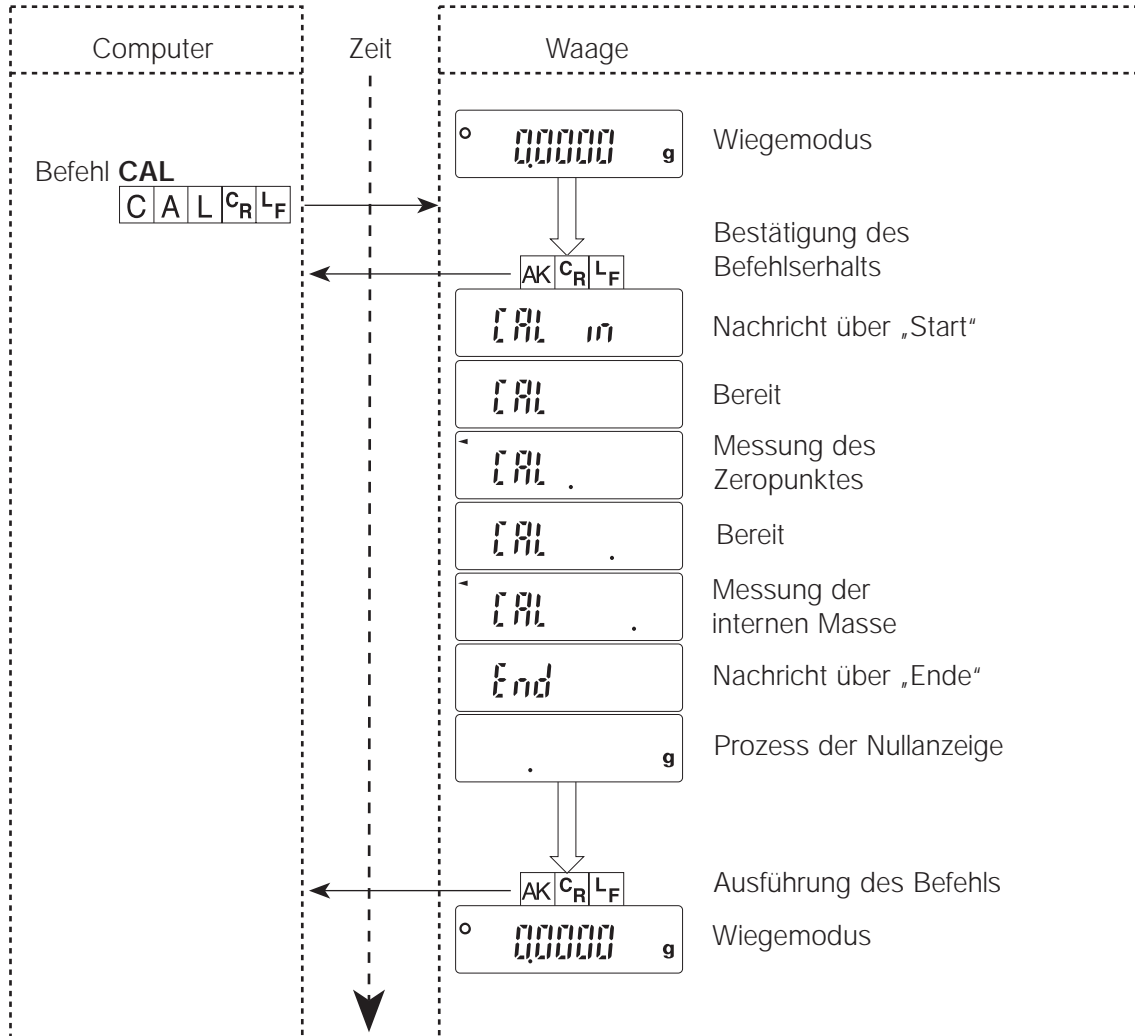 Computer
Zeit
Waage
0.0000 g
Wiegemodus
Befehl CAL
C A L CR LF
Bestätigung des
Befehlserhalts
AK CR LF
CAL in
Nachricht über „Start“
CAL
Bereit
CAL .
Messung des
Zeropunktes
CAL .
Bereit
CAL .
Messung der
internen Masse
End
Nachricht über „Ende“
. g
Prozess der Nullanzeige
AK CR LF
Ausführung des Befehls
0.0000 g
Wiegemodus